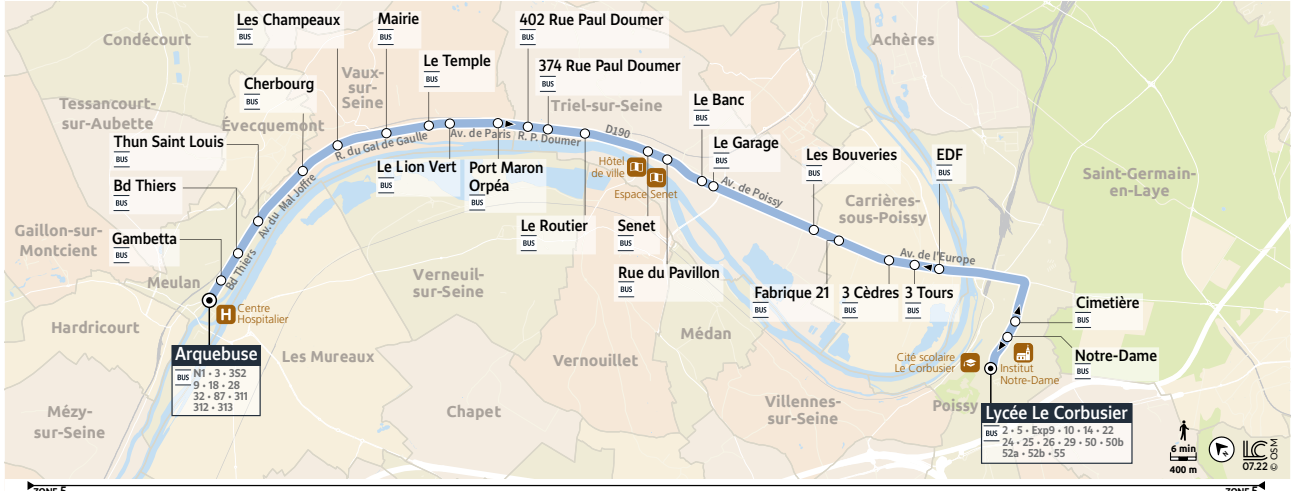 Les Champeaux
BUS
Mairie
BUS
402 Rue Paul Doumer
BUS
Condécourt
Achères
Le Temple
BUS
374 Rue Paul Doumer
BUS
Vaux-
sur-
Seine
Cherbourg
BUS
Triel-sur-Seine
Le Banc
BUS
Tessancourt-
sur-Aubette
Évecquemont
Av. de Paris
R. P. Doumer
D190
R. du Gal de Gaulle
Thun Saint Louis
BUS
Le Garage
BUS
Les Bouveries
BUS
EDF
BUS
Le Lion Vert
BUS
Port Maron
Orpéa
BUS
Hôtel
de ville
Espace Senet
Av. de Poissy
Saint-Germain-
en-Laye
Bd Thiers
BUS
Av. du Mal Joffre
Carrières-
sous-Poissy
Gaillon-sur-
Montcient
Gambetta
BUS
Le Routier
BUS
Senet
BUS
Av. de l'Europe
Bd Thiers
Meulan
Verneuil-
sur-Seine
Rue du Pavillon
BUS
Fabrique 21
BUS
3 Cèdres
BUS
3 Tours
BUS
Cimetière
BUS
H
Centre
Hospitalier
Hardricourt
Médan
Les Mureaux
Vernouillet
Cité scolaire
Le Corbusier
Institut
Notre-Dame
Notre-Dame
BUS
Arquebuse
BUS N1 • 3 • 3S2
9 • 18 • 28
32 • 87 • 311
312 • 313
Mézy-
sur-Seine
Chapet
Villennes-
sur-Seine
Poissy
Lycée Le Corbusier
BUS 2 • 5 • Exp9 • 10 • 14 • 22
24 • 25 • 26 • 29 • 50 • 50b
52a • 52b • 55
6 min
400 m
LLC
07.22
© OSM
ZONE 5
ZONE 5